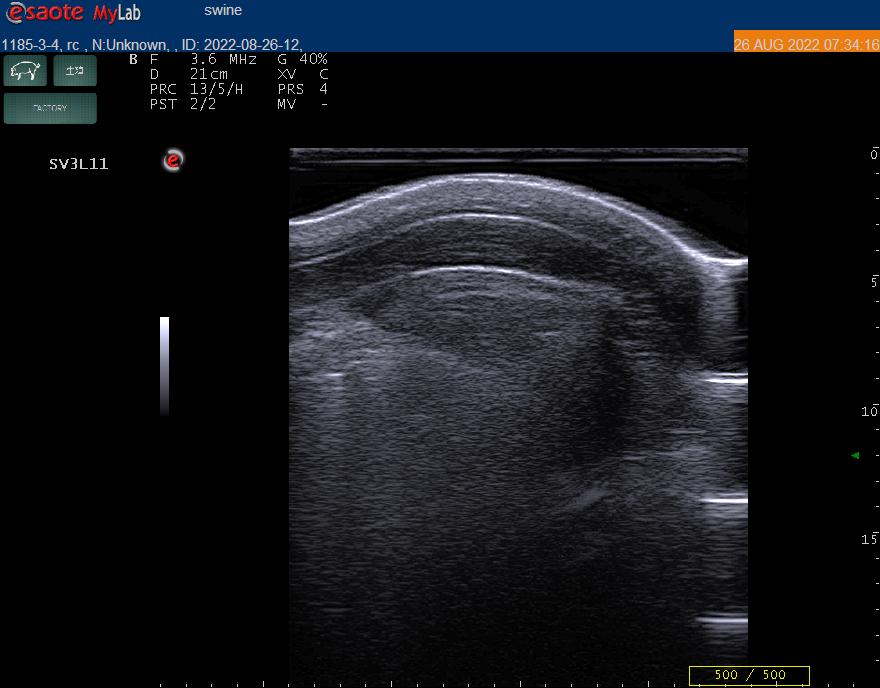 esaote MyLab
swine
1185-3-4, rc , N:Unknown, , ID: 2022-08-26-12,
26 AUG 2022 07:34:16
B F 3.6 MHz G 40%
D 21cm XV C
PRC 13/5/H PRS 4
PST 2/2 MV -
FACTORY
SV3L11
e
0
5
10
15
500 / 500